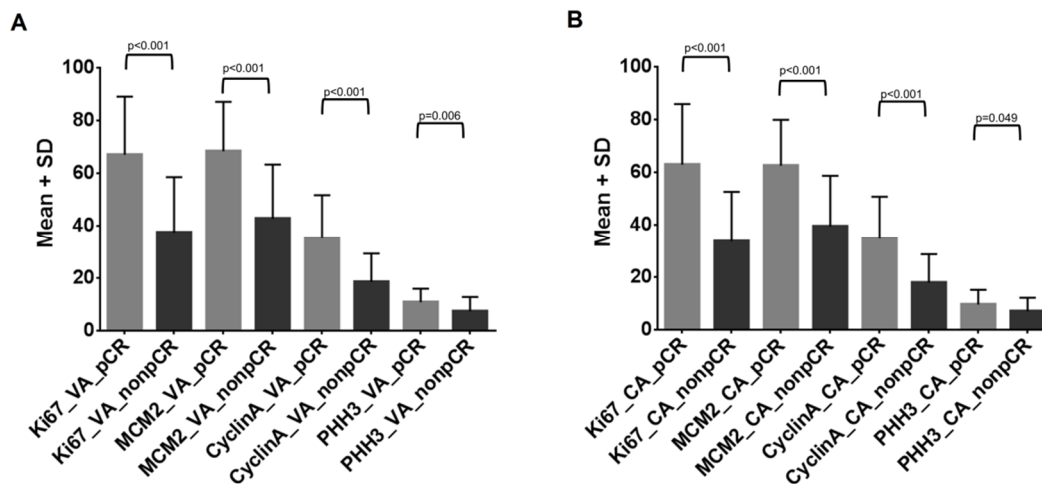 A
p<0.001
p<0.001
p<0.001
p=0.006
Mean + SD
100
80
60
40
20
0
Ki67_VA_pCR
Ki67_VA_nonpCR
MCM2_VA_pCR
MCM2_VA_nonpCR
CyclinA_VA_pCR
CyclinA_VA_nonpCR
PHH3_VA_pCR
PHH3_VA_nonpCR
B
p<0.001
p<0.001
p<0.001
p=0.049
Mean + SD
100
80
60
40
20
0
Ki67_CA_pCR
Ki67_CA_nonpCR
MCM2_CA_pCR
MCM2_CA_nonpCR
CyclinA_CA_pCR
CyclinA_CA_nonpCR
PHH3_CA_pCR
PHH3_CA_nonpCR